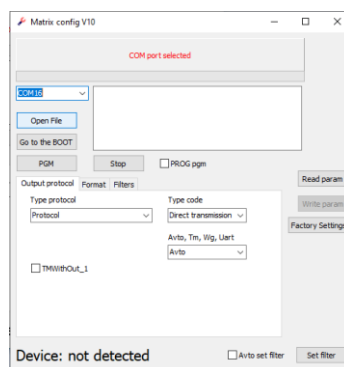 Matrix config V10
COM port selected
COM16
Open File
Go to the BOOT
PGM Stop PROG pgm
Output protocol Format Filters
Read param
Type protocol Type code
Protocol Direct transmission
Write param
Factory Settings
Avto, Tm, Wg, Uart
Avto
TMWithOut_1
Device: not detected Avto set filter Set filter